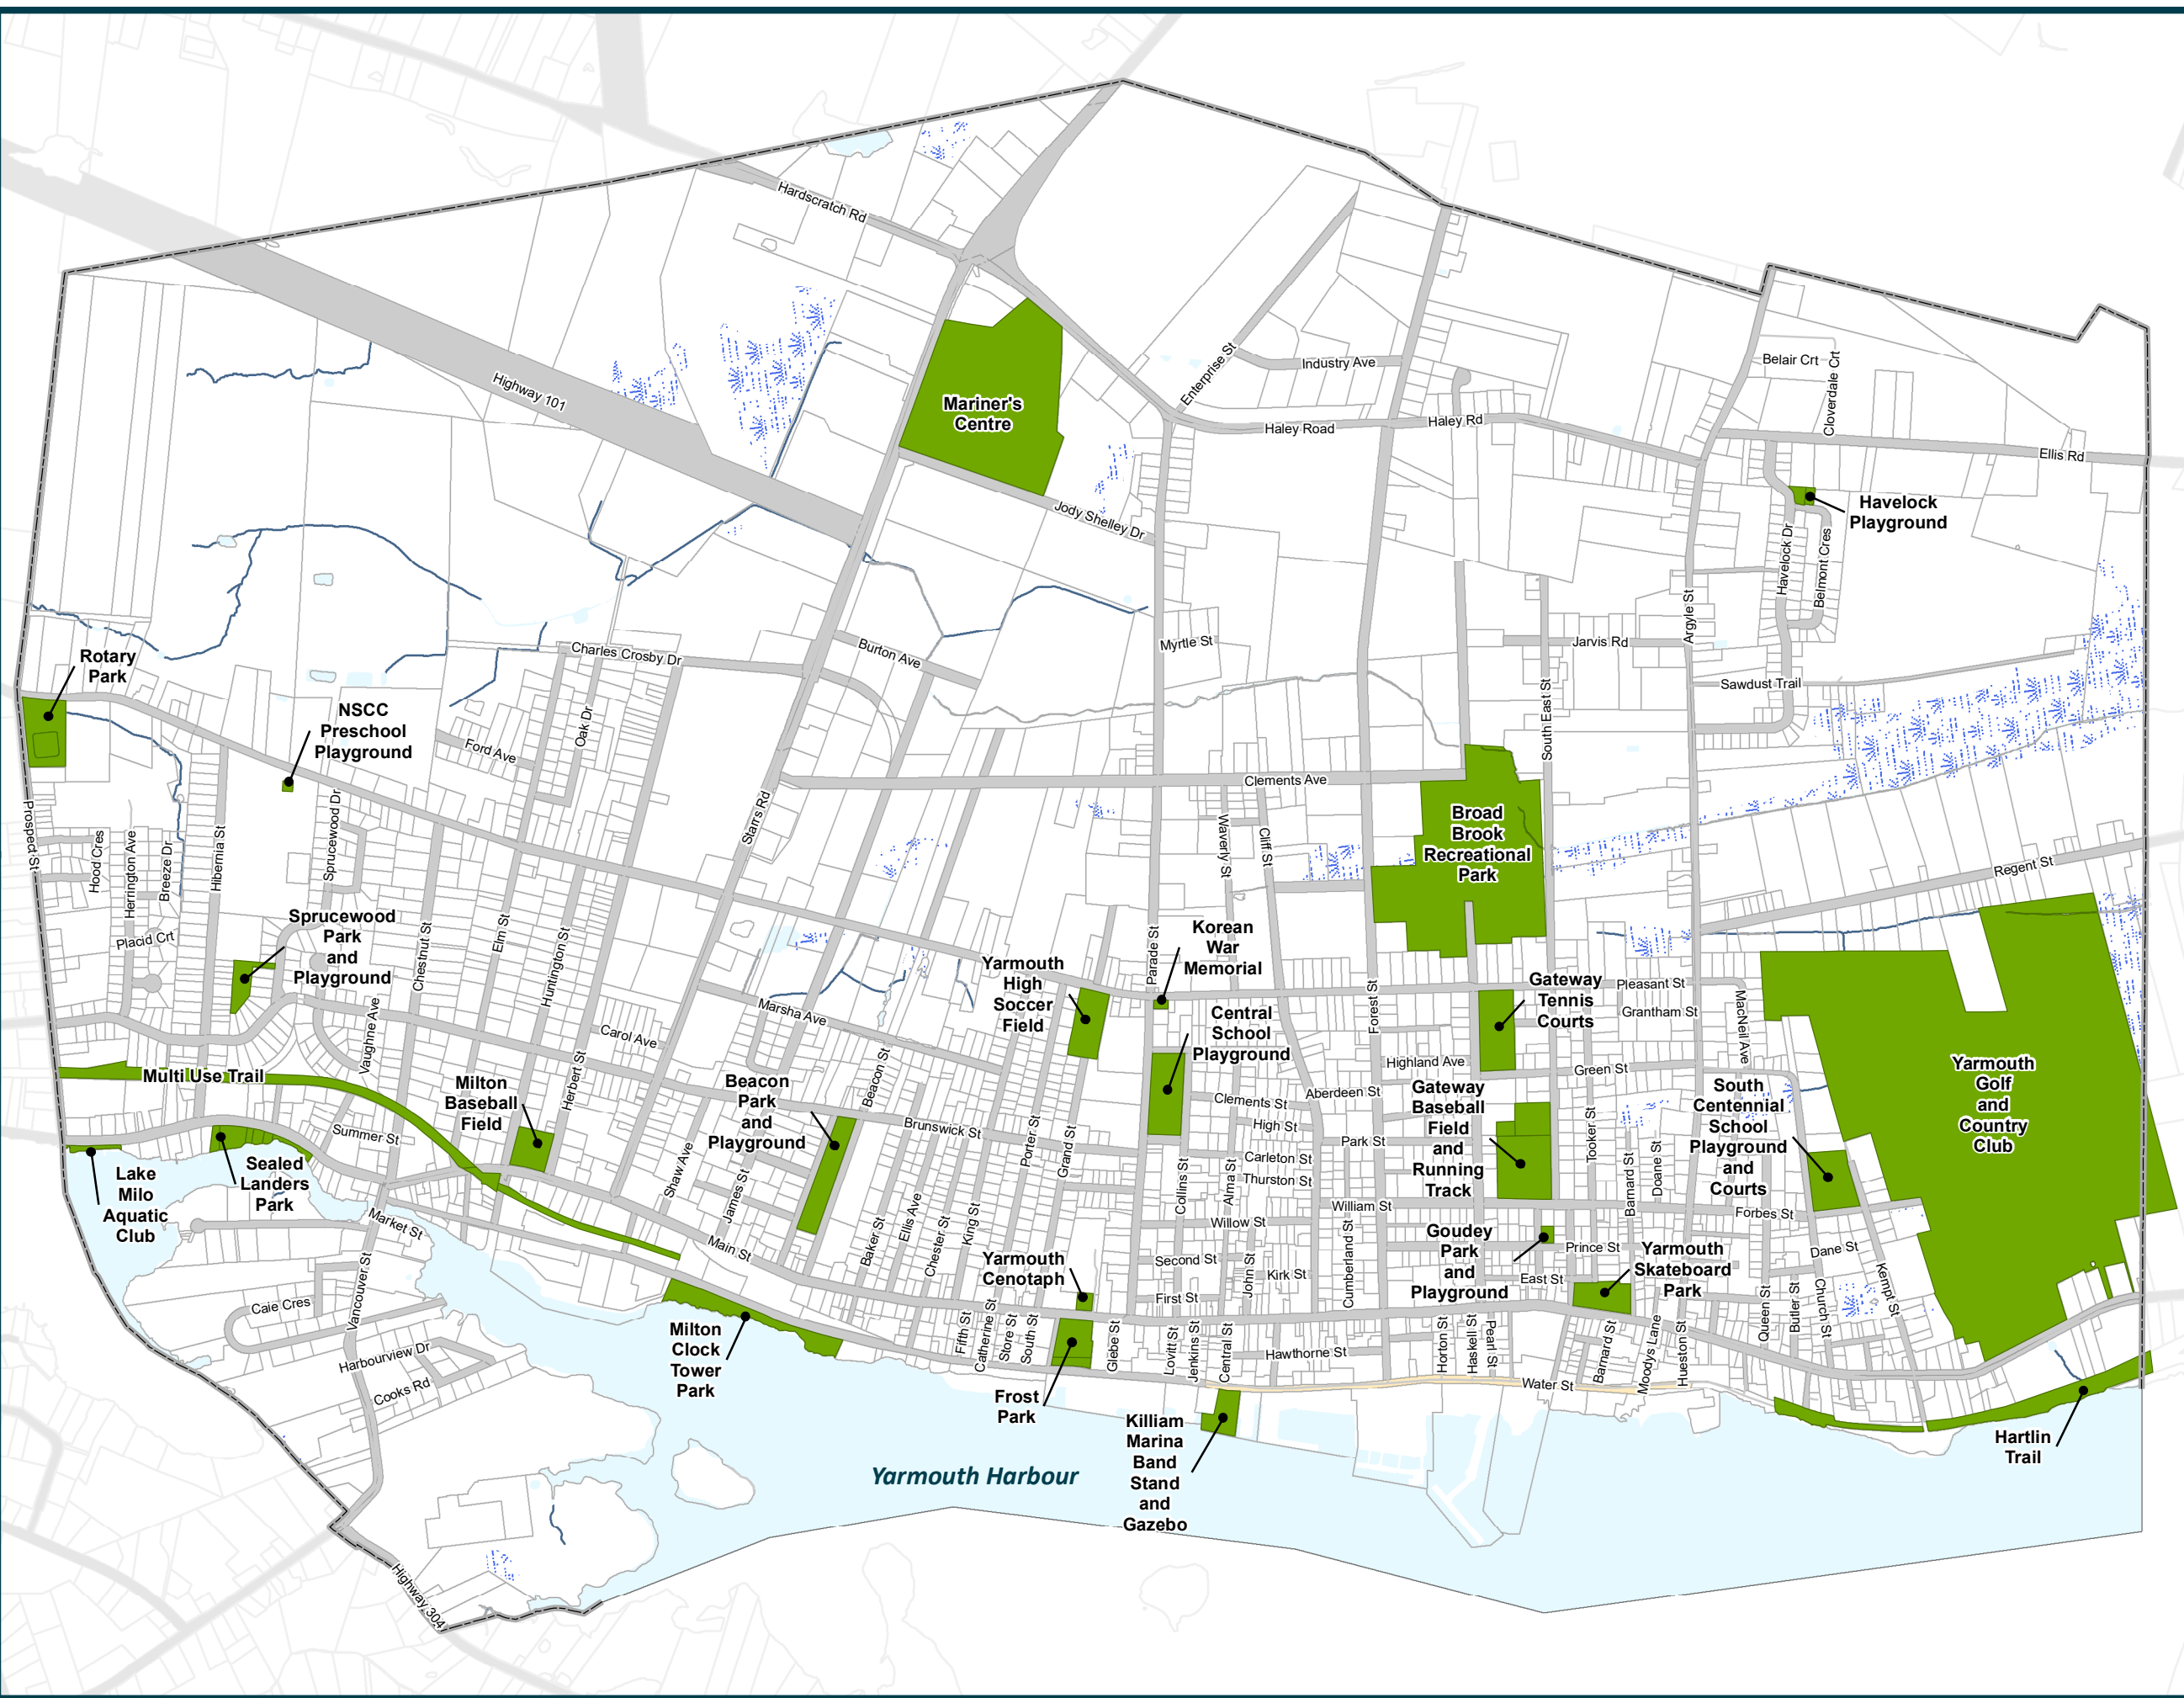 Hardscratch Rd
Highway 101
Mariner's
Centre
Enterprise St
Industry Ave
Haley Road
Haley Rd
Belair Crt
Cloverdale Crt
Ellis Rd
Havelock
Playground
Havelock Dr
Belmont Cres
Jody Shelley Dr
Argyle St
Jarvis Rd
Myrtle St
Sawdust Trail
South East St
Burton Ave
Charles Crosby Dr
Oak Dr
Ford Ave
Rotary
Park
NSCC
Preschool
Playground
Prospect St
Hood Cres
Herrington Ave
Breeze Dr
Hibernia St
Sprucewood Dr
Placid Crt
Sprucewood
Park
and
Playground
Chestnut St
Elm St
Huntington St
Vaughne Ave
Starrs Rd
Clements Ave
Waverly St
Cliff St
Broad
Brook
Recreational
Park
Regent St
Parade St
Korean
War
Memorial
Yarmouth
High
Soccer
Field
Central
School
Playground
Forest St
Gateway
Tennis
Courts
Pleasant St
Grantham St
MacNeil Ave
Marsha Ave
Carol Ave
Herbert St
Multi Use Trail
Milton
Baseball
Field
Beacon
Park
and
Playground
Beacon St
Brunswick St
Porter St
Grand St
Highland Ave
Aberdeen St
Green St
Clements St
High St
Park St
Carleton St
Thurston St
Collins St
Alma St
Gateway
Baseball
Field
and
Running
Track
Tooker St
Barnard St
Doane St
South
Centennial
School
Playground
and
Courts
Yarmouth
Golf
and
Country
Club
Summer St
Lake
Milo
Aquatic
Club
Sealed
Landers
Park
Market St
Vancouver St
Caie Cres
Harbourview Dr
Cooks Rd
Highway 304
Shaw Ave
James St
Main St
Baker St
Ellis Ave
Chester St
King St
Willow St
William St
Forbes St
Second St
First St
John St
Kirk St
Cumberland St
Goudey
Park
and
Playground
Prince St
East St
Yarmouth
Skateboard
Park
Dane St
Kempt St
Queen St
Butler St
Church St
Yarmouth
Cenotaph
Fifth St
Catherine St
Store St
South St
Glebe St
Lovitt St
Jenkins St
Central St
Hawthorne St
Horton St
Haskell St
Pearl St
Barnard St
Moodys Lane
Hueston St
Water St
Milton
Clock
Tower
Park
Frost
Park
Killiam
Marina
Band
Stand
and
Gazebo
Hartlin
Trail
Yarmouth Harbour